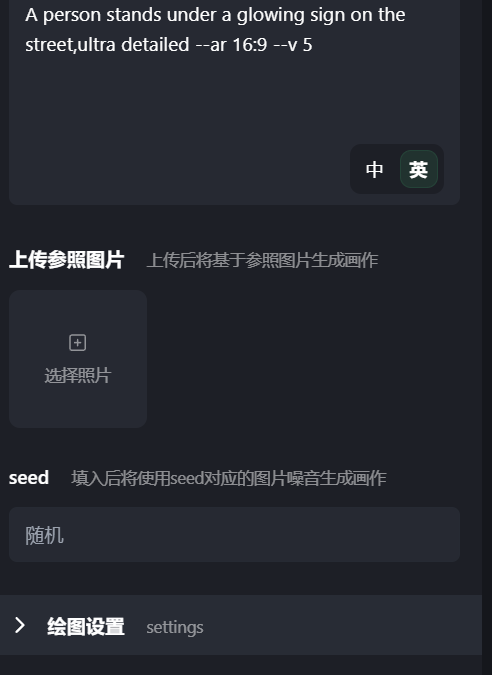 A person stands under a glowing sign on the
street,ultra detailed --ar 16:9 --v 5
中 英
上传参照图片 上传后将基于参照图片生成画作
选择照片
seed 填入后将使用seed对应的图片噪音生成画作
随机
绘图设置 settings